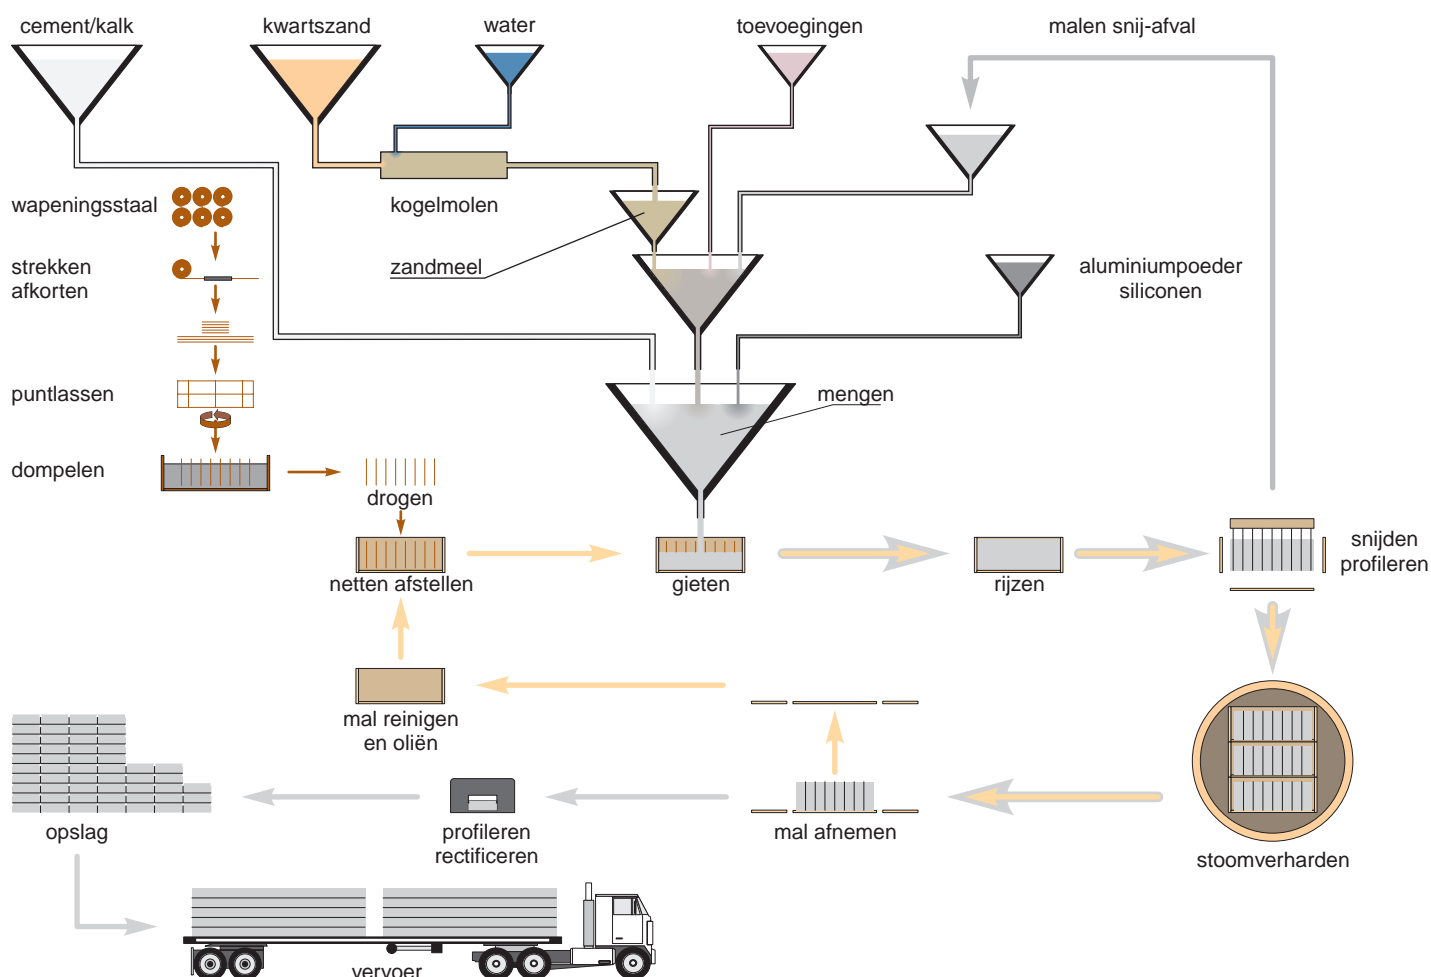 cement/kalk
kwartszand
water
toevoegingen
malen snij-afval
wapeningsstaal
kogelmolen
strekken
afkorten
zandmeel
aluminiumpoeder
siliconen
puntlassen
mengen
dompelen
drogen
netten afstellen
gieten
rijzen
snijden
profileren
mal reinigen
en oliën
opslag
profileren
rectificeren
mal afnemen
stoomverharden
vervoer